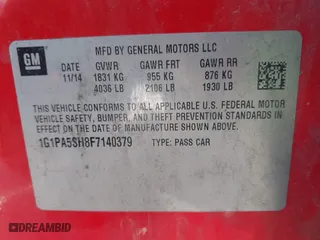 GM
MFD BY GENERAL MOTORS LLC
DATE GVWR GAWR FRT GAWR RR
11/14 1831 KG 955 KG 876 KG
4036 LB 2106 LB 1930 LB
THIS VEHICLE CONFORMS TO ALL APPLICABLE U.S. FEDERAL MOTOR
VEHICLE SAFETY, BUMPER, AND THEFT PREVENTION STANDARDS
IN EFFECT ON THE DATE OF MANUFACTURE SHOWN ABOVE.
1G1PA5SH8F7140379 TYPE: PASS CAR